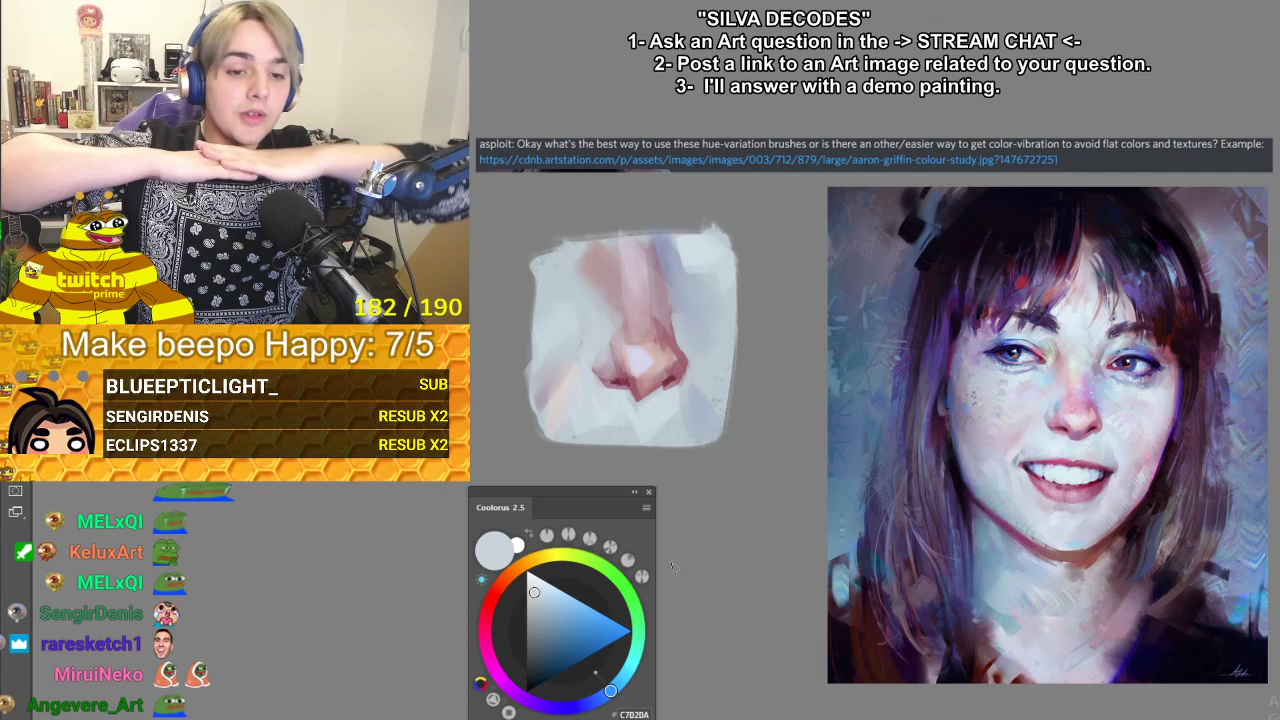 "SILVA DECODES"
1- Ask an Art question in the -> STREAM CHAT <-
2- Post a link to an Art image related to your question.
3- I'll answer with a demo painting.
asploit: Okay what's the best way to use these hue-variation brushes or is there an other/easier way to get color-vibration to avoid flat colors and textures? Example:
https://cdnb.artstation.com/p/assets/images/images/003/712/879/large/aaron-griffin-colour-study.jpg?1476727251
twitch
prime
182 / 190
Make beepo Happy: 7/5
BLUEEPTICLIGHT_ SUB
SENGIRDENIS RESUB X2
ECLIPS1337 RESUB X2
MELxQI
KeluxArt
MELxQI
SengirDenis
raresketch1
MiruiNeko
Angevere_Art
Coolorus 2.5
# C7D2DA